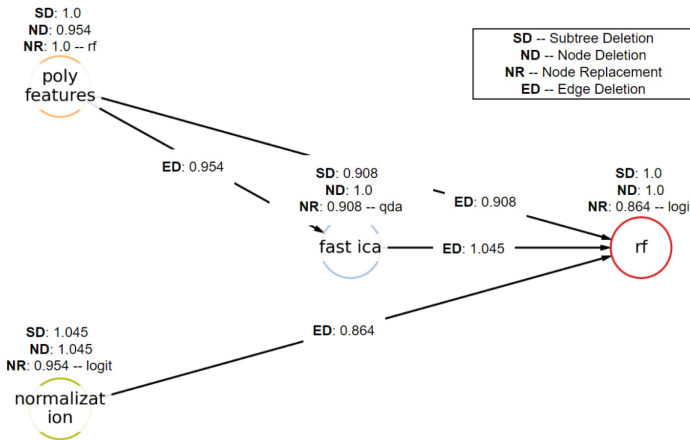 SD: 1.0
ND: 0.954
NR: 1.0 -- rf
poly
features
SD -- Subtree Deletion
ND -- Node Deletion
NR -- Node Replacement
ED -- Edge Deletion
ED: 0.954
SD: 0.908
ND: 1.0
NR: 0.908 -- qda
fast ica
ED: 0.908
ED: 1.045
SD: 1.0
ND: 1.0
NR: 0.864 -- logi
rf
ED: 0.864
SD: 1.045
ND: 1.045
NR: 0.954 -- logit
normalizat
ion